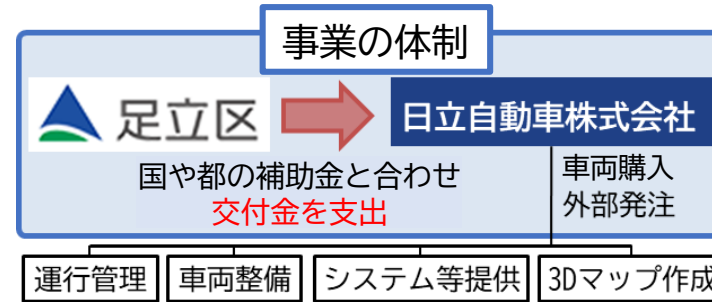 事業の体制
足立区
日立自動車株式会社
国や都の補助金と合わせ
交付金を支出
車両購入
外部発注
運行管理
車両整備
システム等提供
3Dマップ作成